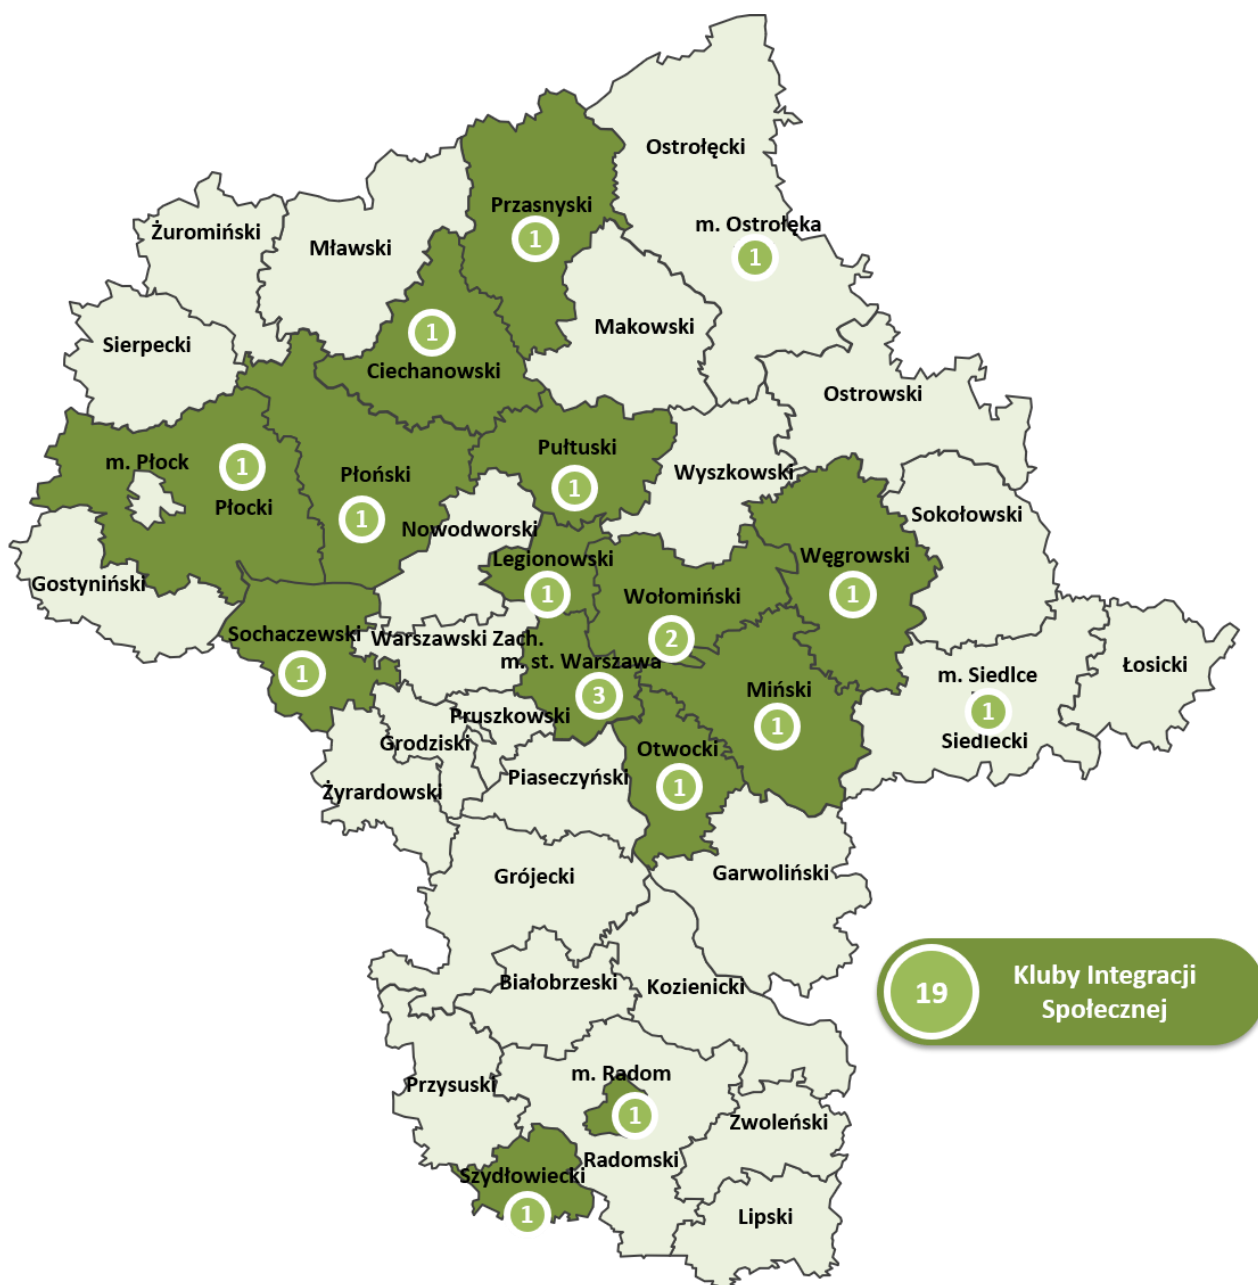 Ostrołęcki
Przasnyski
1
m. Ostrołęka
1
Żuromiński
Mławski
Sierpecki
1
Ciechanowski
Makowski
Ostrowski
m. Płock
1
Płocki
Płoński
1
Pułtuski
1
Wyszkowski
Sokołowski
Nowodworski
Legionowski
1
Węgrowski
1
Gostyniński
Wołomiński
2
Sochaczewski
1
Warszawski Zach.
m. st. Warszawa
3
Miński
1
m. Siedlce
1
Siedlecki
Łosicki
Pruszkowski
Grodziski
Otwocki
1
Piaseczyński
Żyrardowski
Grójecki
Garwoliński
Białobrzeski
Kozienicki
19
Kluby Integracji
Społecznej
Przysuski
m. Radom
1
Zwoleński
Radomski
Szydłowiecki
1
Lipski